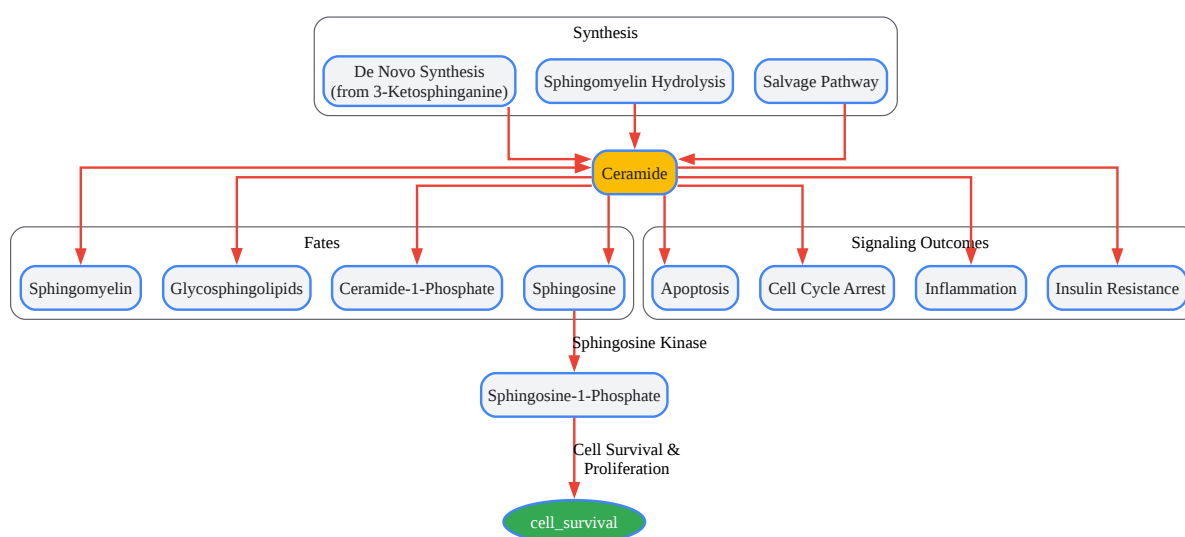 Synthesis
De Novo Synthesis
(from 3-Ketosphinganine)
Sphingomyelin Hydrolysis
Salvage Pathway
Ceramide
Fates
Signaling Outcomes
Sphingomyelin
Glycosphingolipids
Ceramide-1-Phosphate
Sphingosine
Apoptosis
Cell Cycle Arrest
Inflammation
Insulin Resistance
Sphingosine Kinase
Sphingosine-1-Phosphate
Cell Survival &
Proliferation
cell_survival